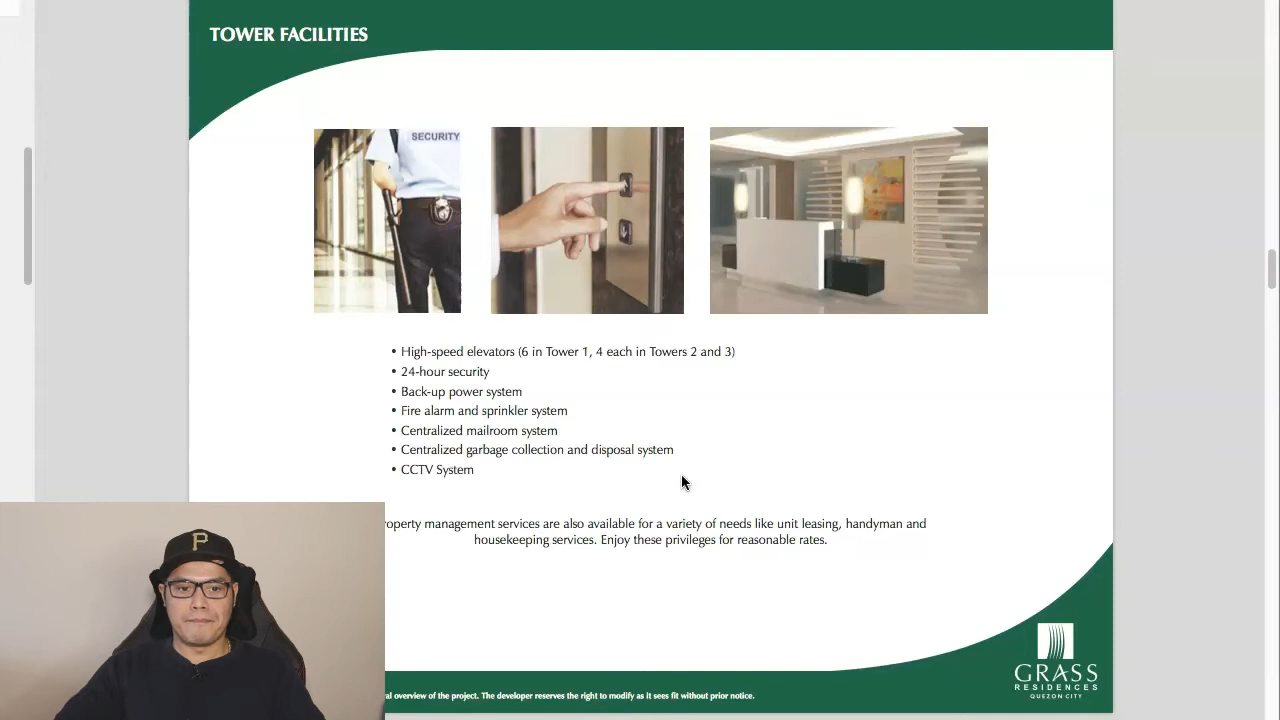 TOWER FACILITIES
SECURITY
• High-speed elevators (6 in Tower 1, 4 each in Towers 2 and 3)
• 24-hour security
• Back-up power system
• Fire alarm and sprinkler system
• Centralized mailroom system
• Centralized garbage collection and disposal system
• CCTV System
operty management services are also available for a variety of needs like unit leasing, handyman and
housekeeping services. Enjoy these privileges for reasonable rates.
P
GRASS
RESIDENCES
QUEZON CITY
al overview of the project. The developer reserves the right to modify as it sees fit without prior notice.